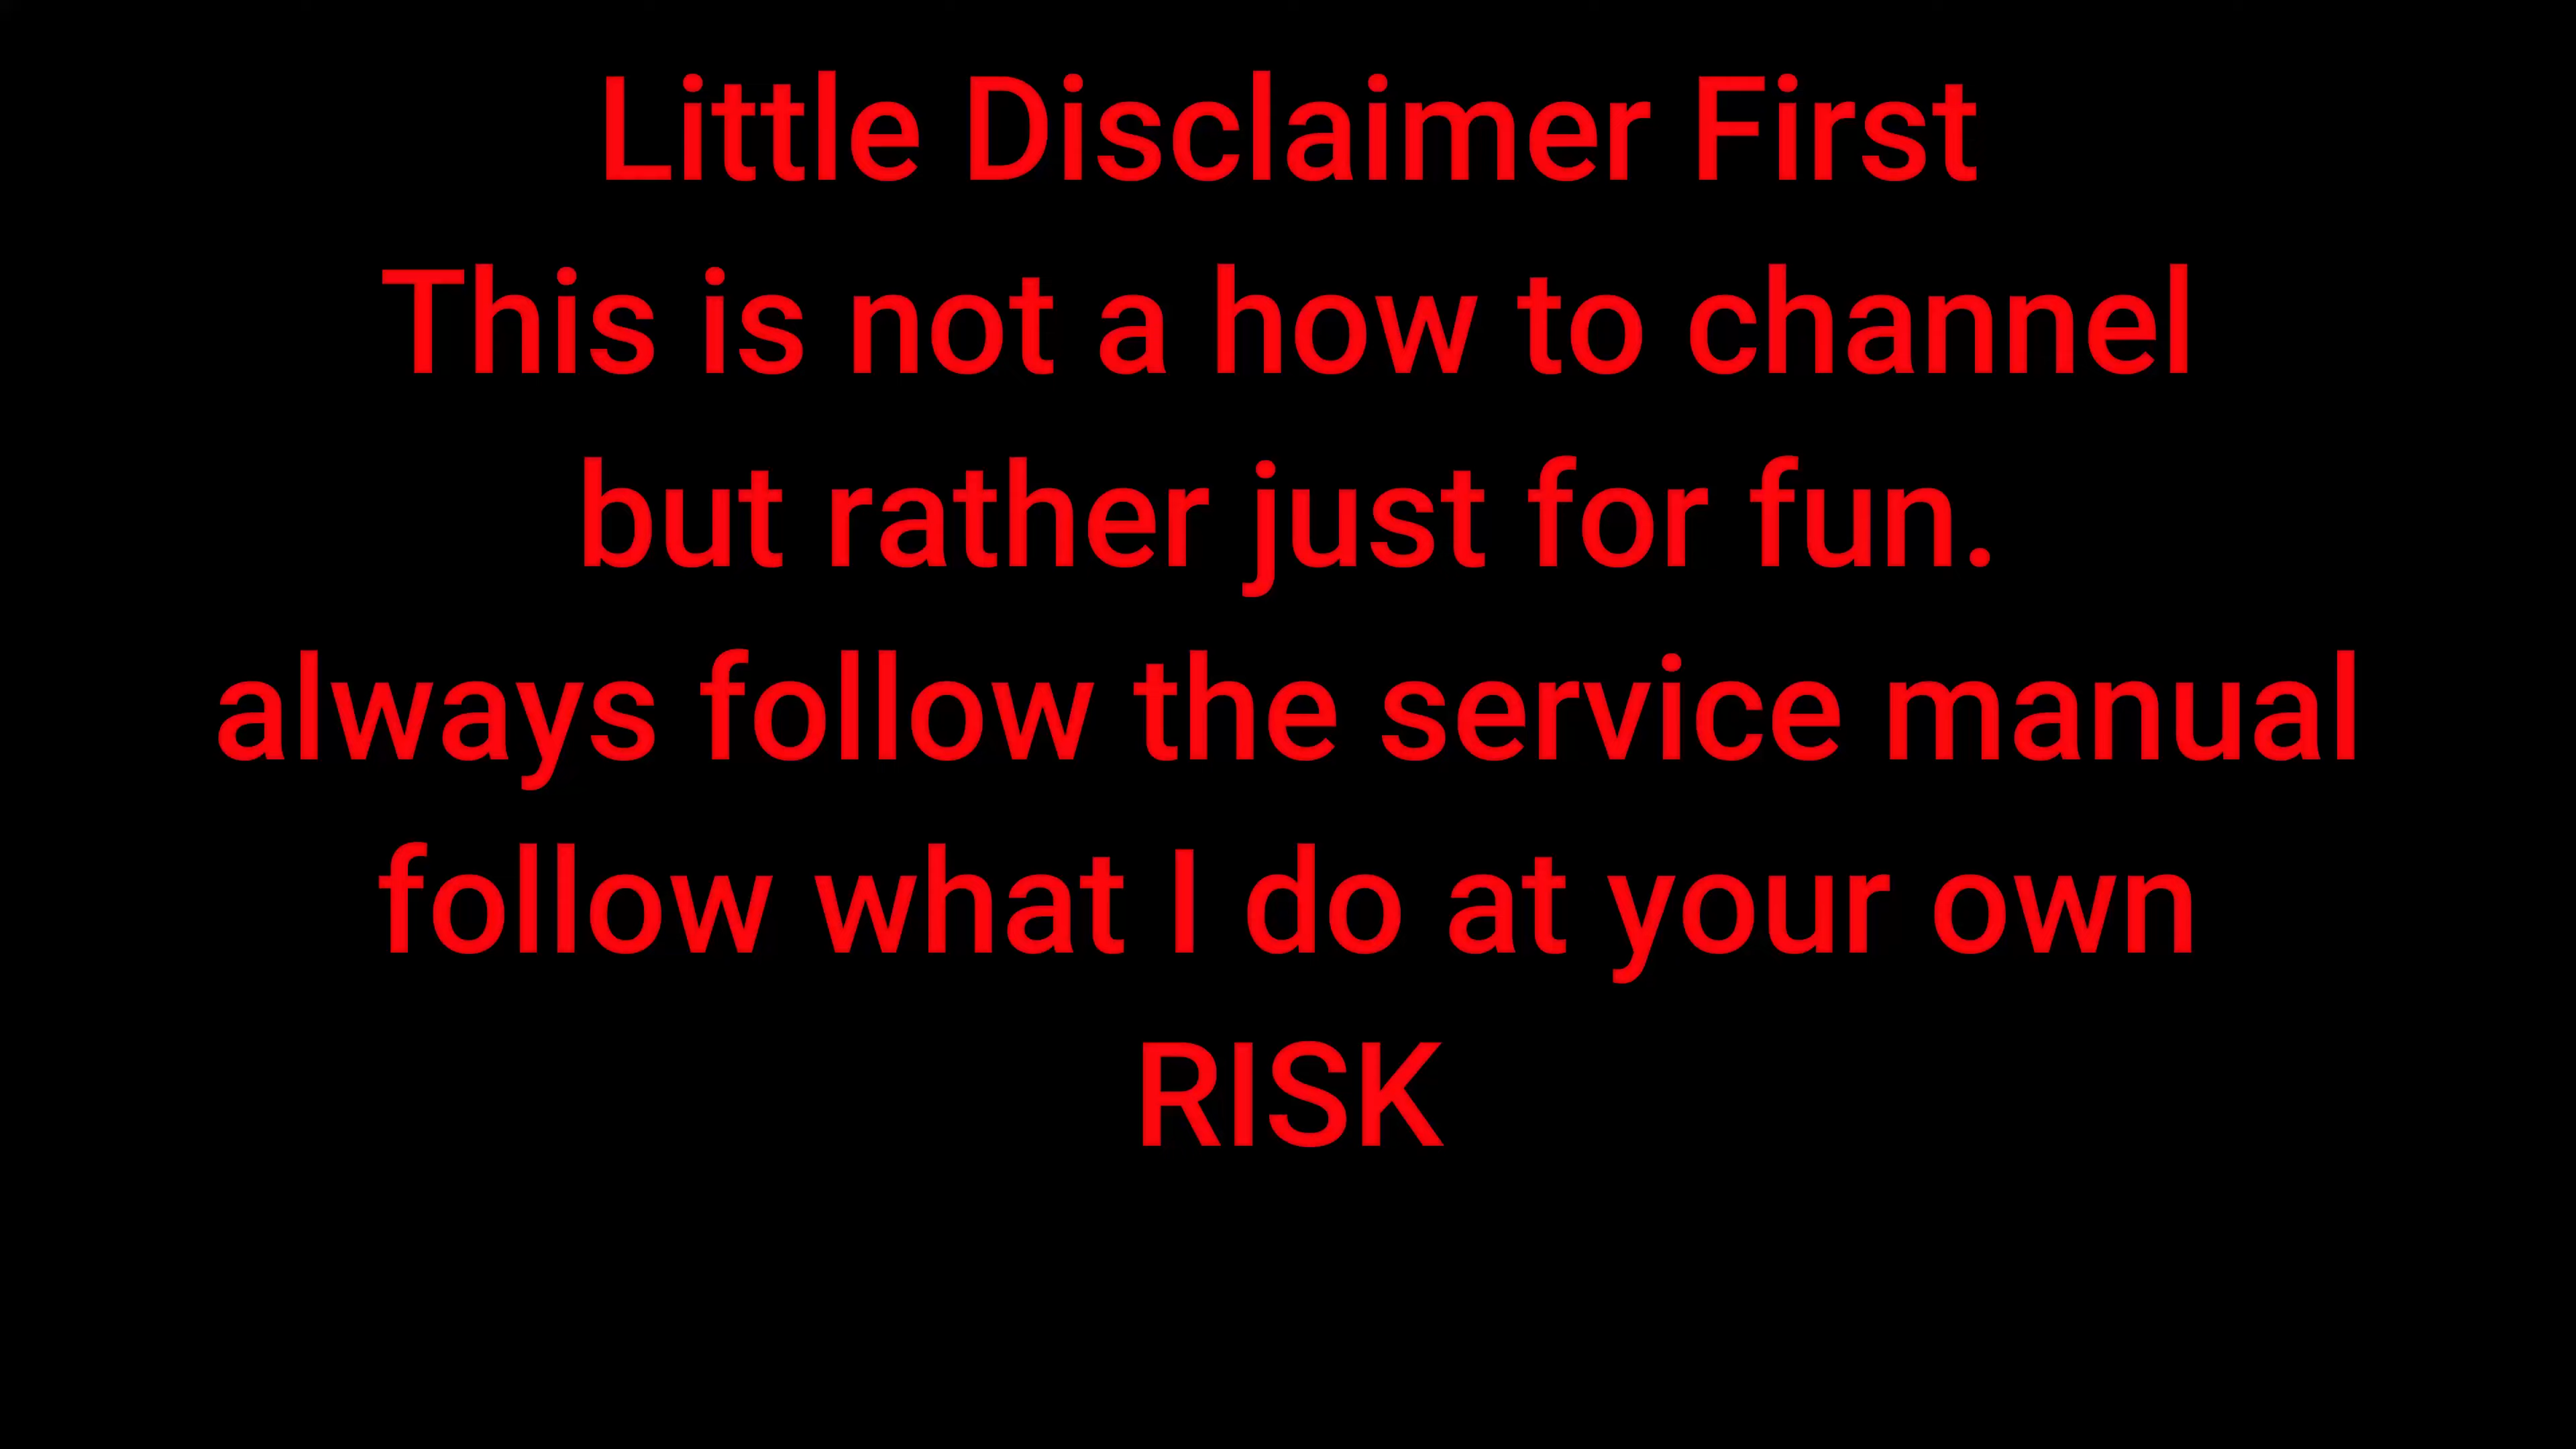 Little Disclaimer First
This is not a how to channel
but rather just for fun.
always follow the service manual
follow what I do at your own
RISK